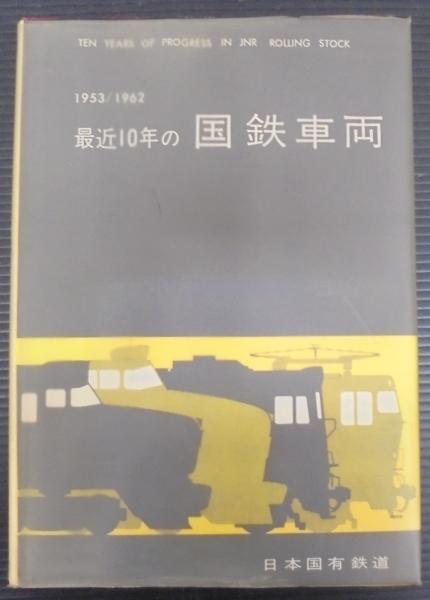 TEN YEARS OF PROGRESS IN JNR ROLLING STOCK
1953/1962
最近10年の 国鉄車両
日本国有鉄道